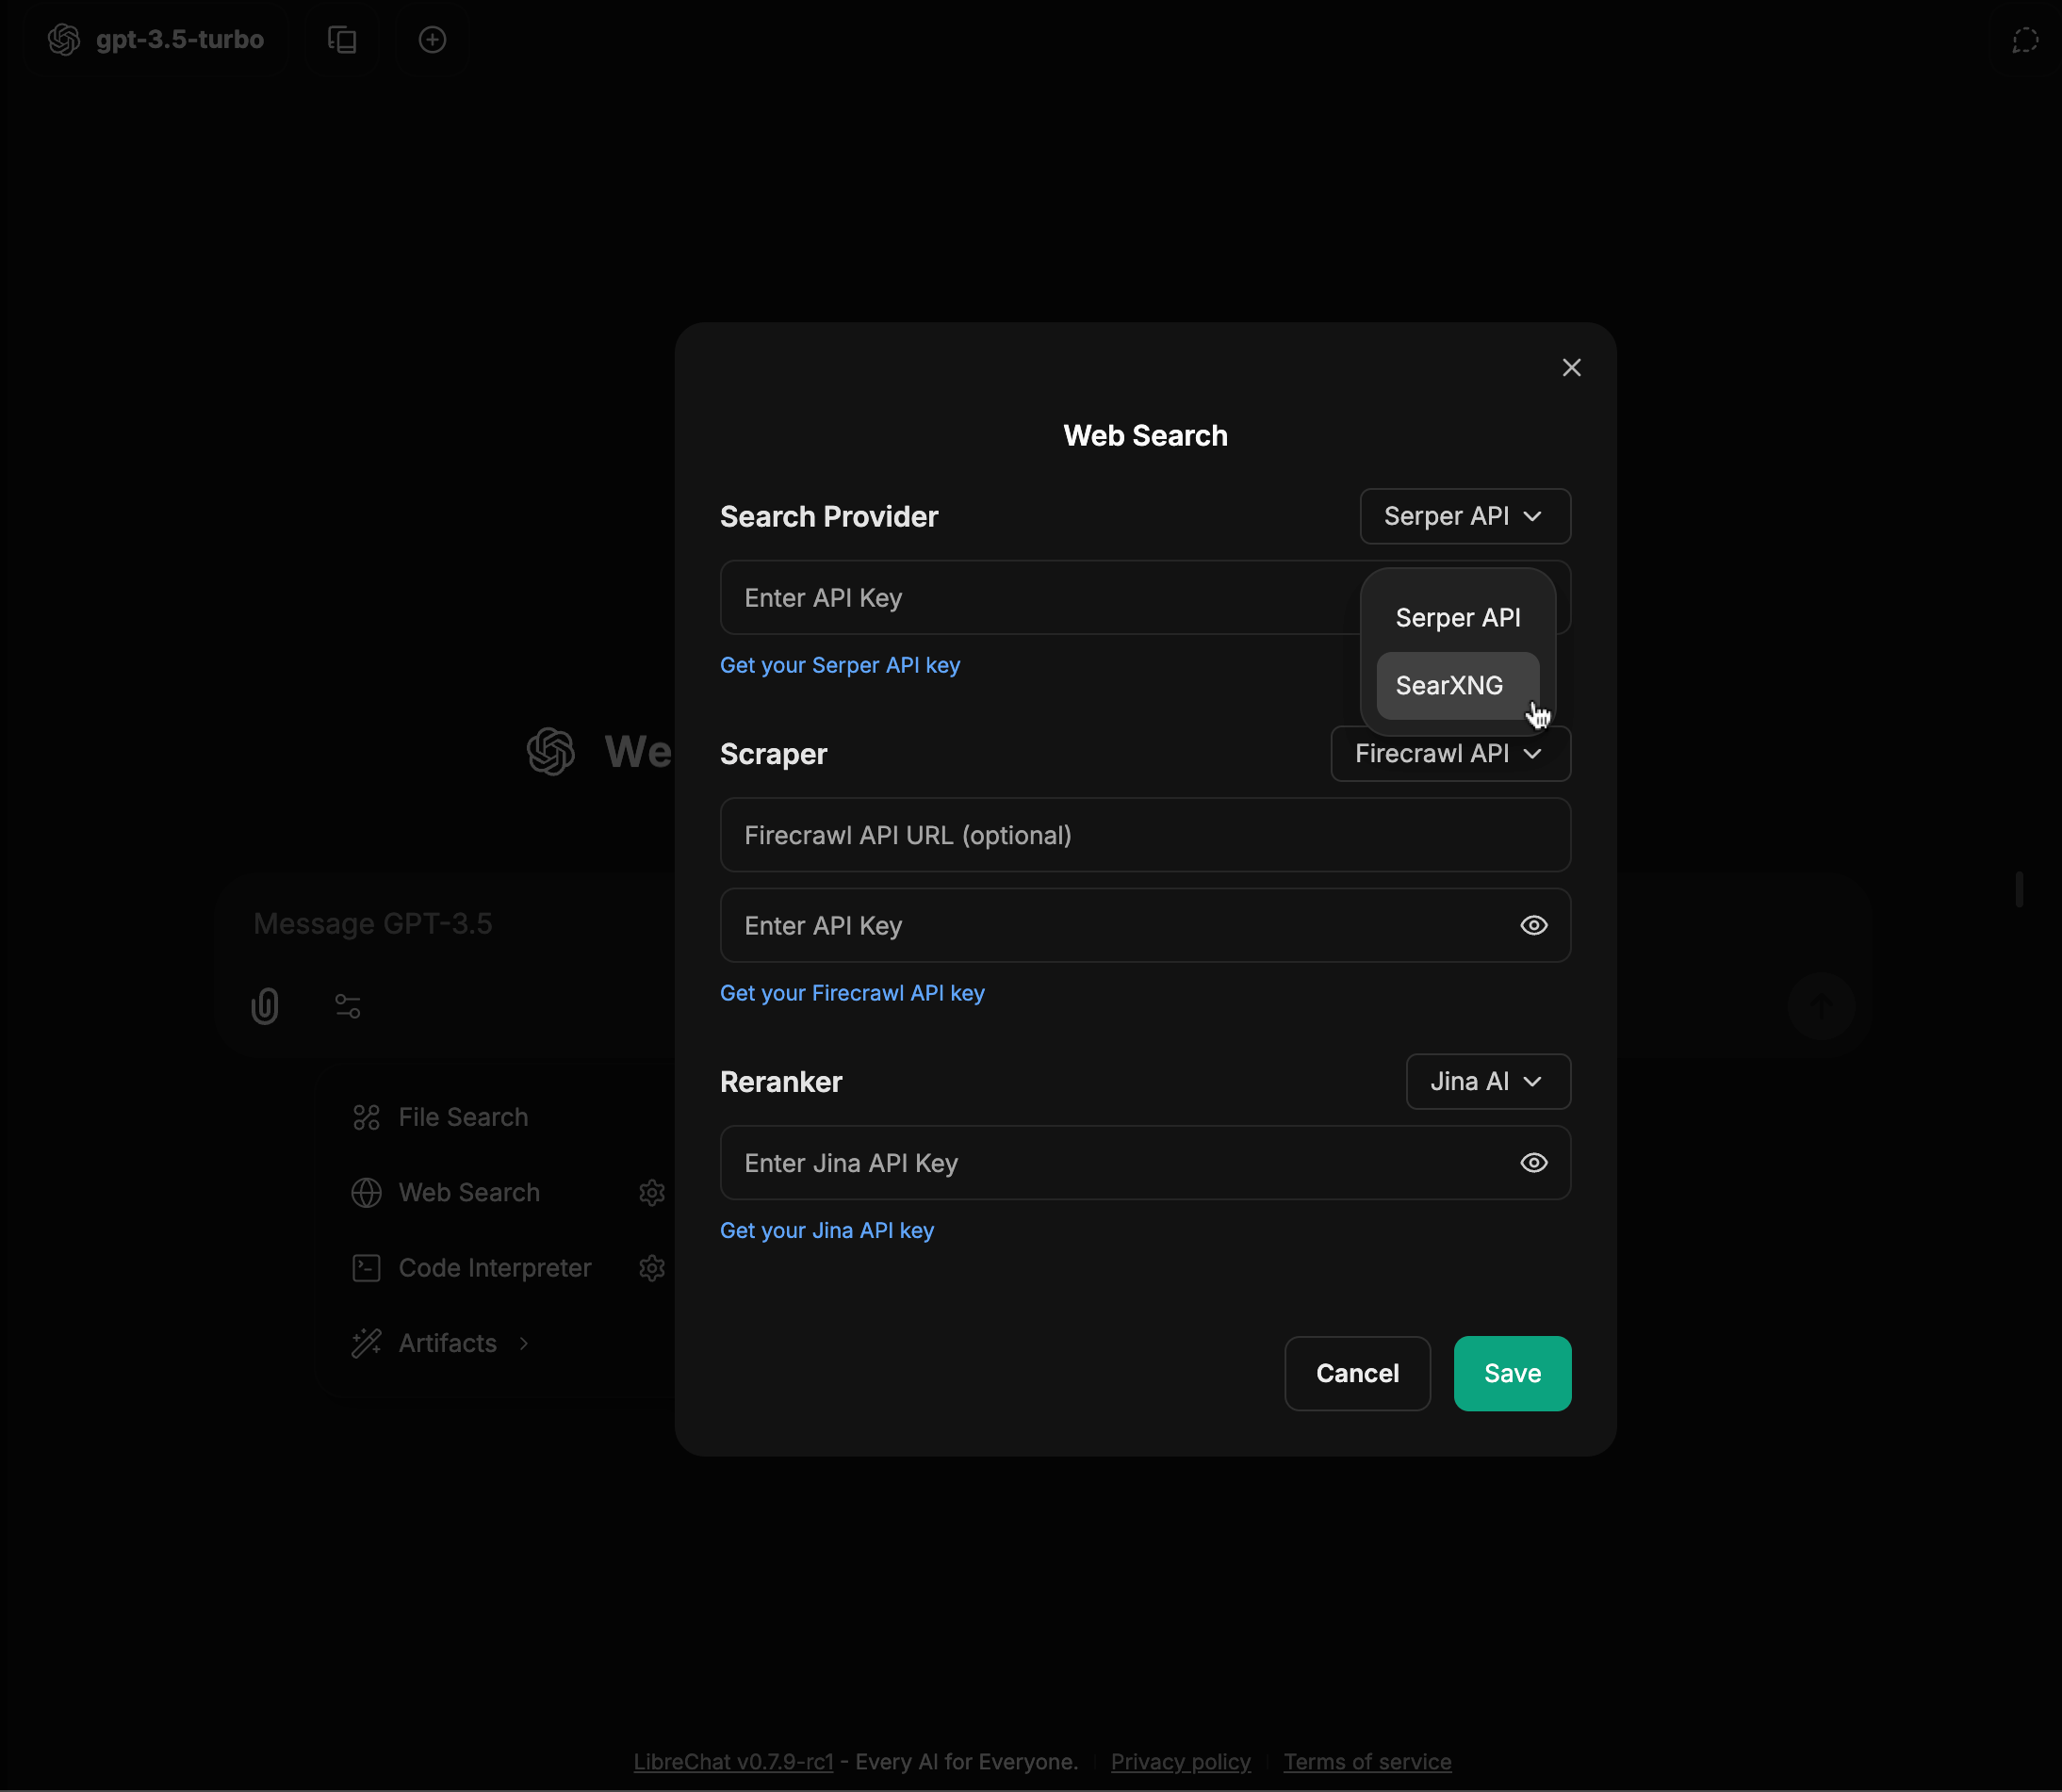 gpt-3.5-turbo
Web Search
Search Provider
Serper API
Enter API Key
Serper API
SearXNG
Get your Serper API key
We
Scraper
Firecrawl API
Firecrawl API URL (optional)
Message GPT-3.5
Enter API Key
Get your Firecrawl API key
Reranker
Jina AI
Enter Jina API Key
Get your Jina API key
File Search
Web Search
Code Interpreter
Artifacts
Cancel
Save
LibreChat v0.7.9-rc1 - Every AI for Everyone. Privacy policy Terms of service